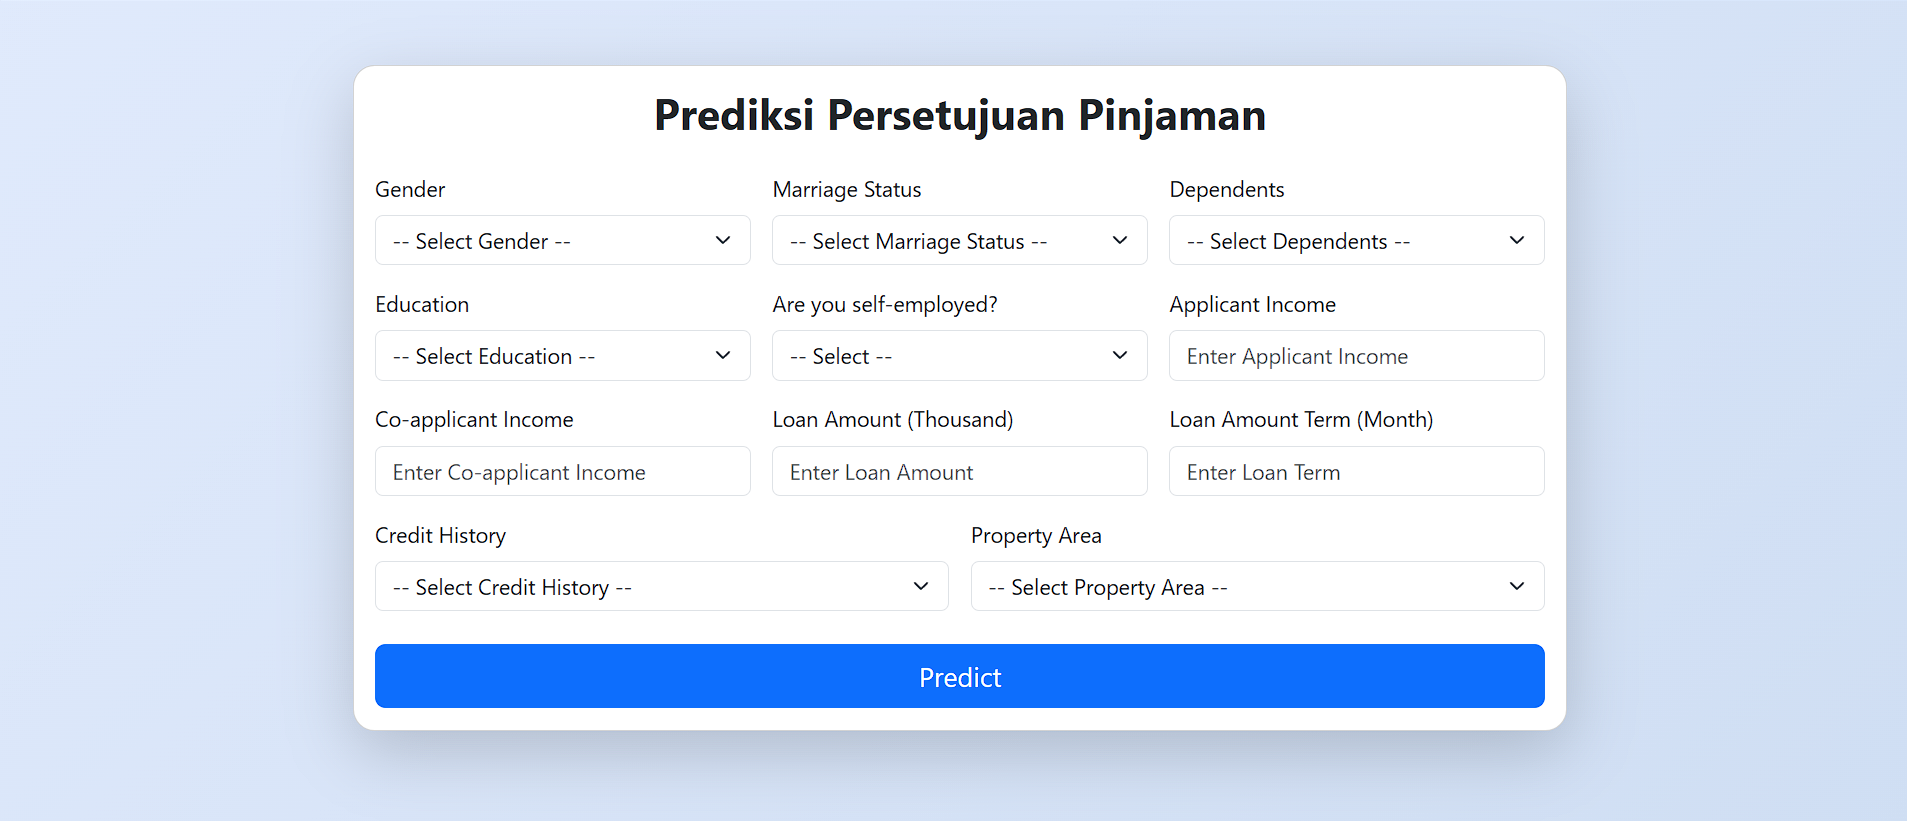 Prediksi Persetujuan Pinjaman
Gender
Marriage Status
Dependents
-- Select Gender --
-- Select Marriage Status --
-- Select Dependents --
Education
Are you self-employed?
Applicant Income
-- Select Education --
-- Select --
Enter Applicant Income
Co-applicant Income
Loan Amount (Thousand)
Loan Amount Term (Month)
Enter Co-applicant Income
Enter Loan Amount
Enter Loan Term
Credit History
Property Area
-- Select Credit History --
-- Select Property Area --
Predict